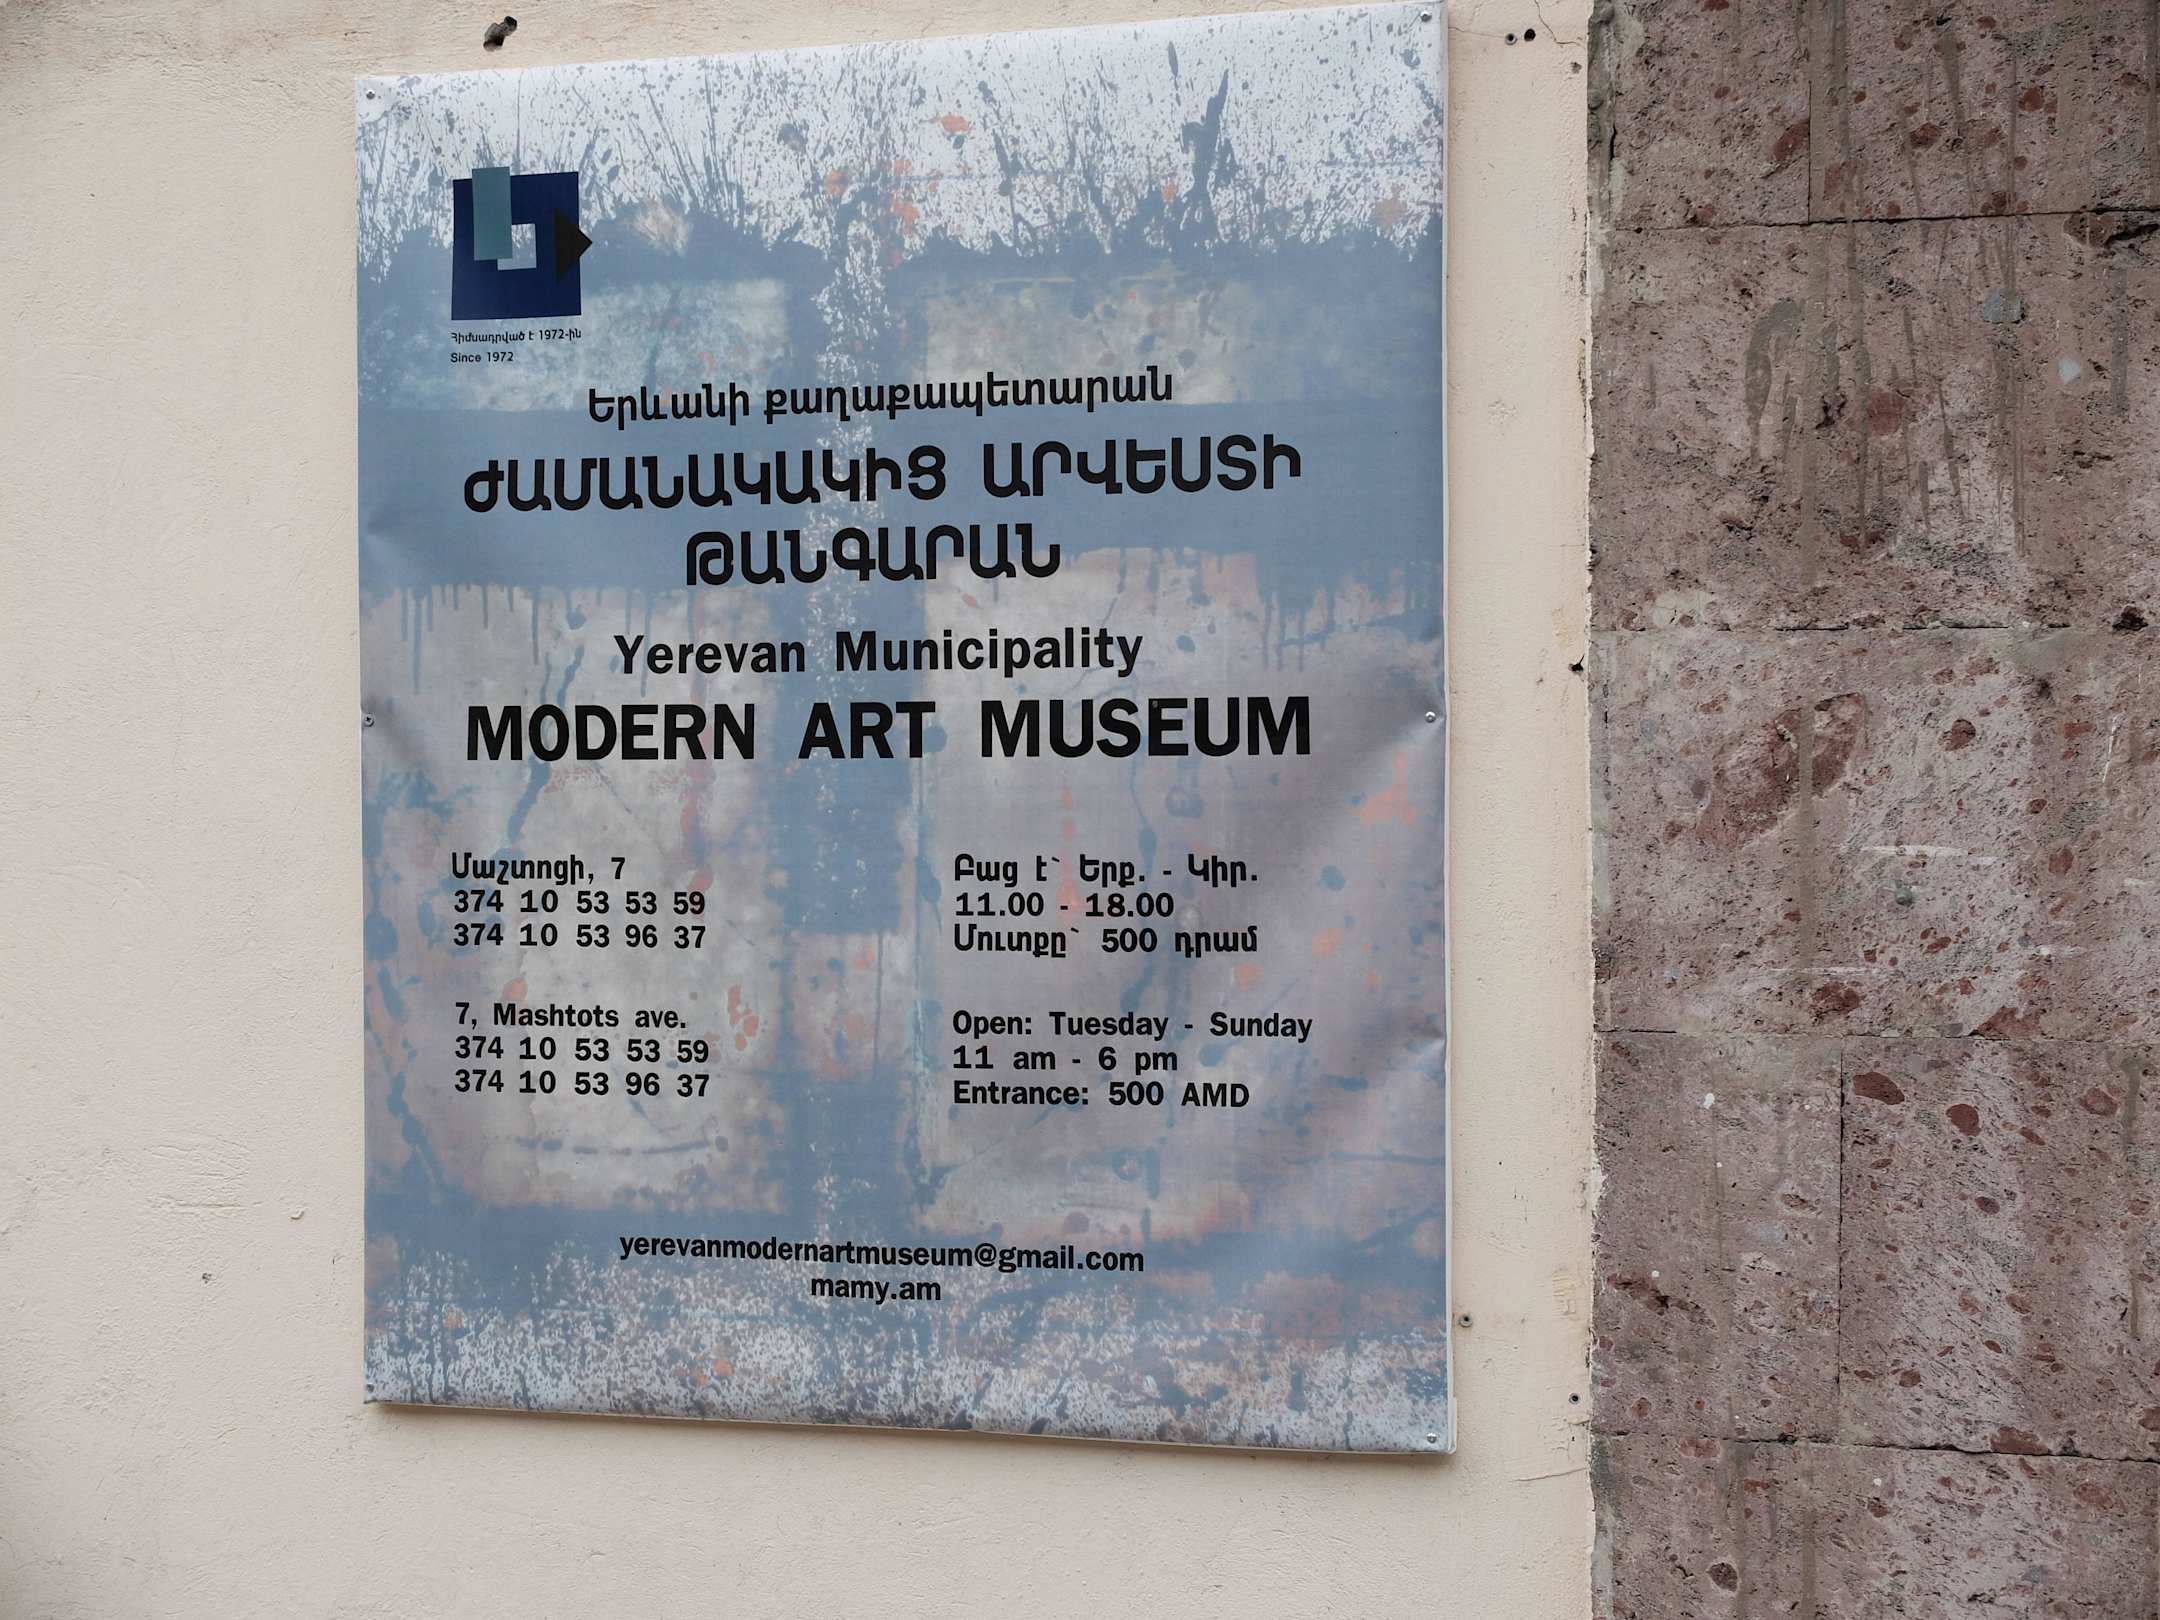 Հիմնադրված է 1972-ին
Since 1972
Երևանի քաղաքապետարան
ԺԱՄԱՆԱԿԱԿԻՑ ԱՐՎԵՍՏԻ
ԹԱՆԳԱՐԱՆ
Yerevan Municipality
MODERN ART MUSEUM
Մաշտոցի, 7
374 10 53 53 59
374 10 53 96 37
7, Mashtots ave.
374 10 53 53 59
374 10 53 96 37
Բաց է՝ Երք. - Կիր.
11.00 - 18.00
Մուտքը՝ 500 դրամ
Open: Tuesday - Sunday
11 am - 6 pm
Entrance: 500 AMD
yerevanmodernartmuseum@gmail.com
mamy.am